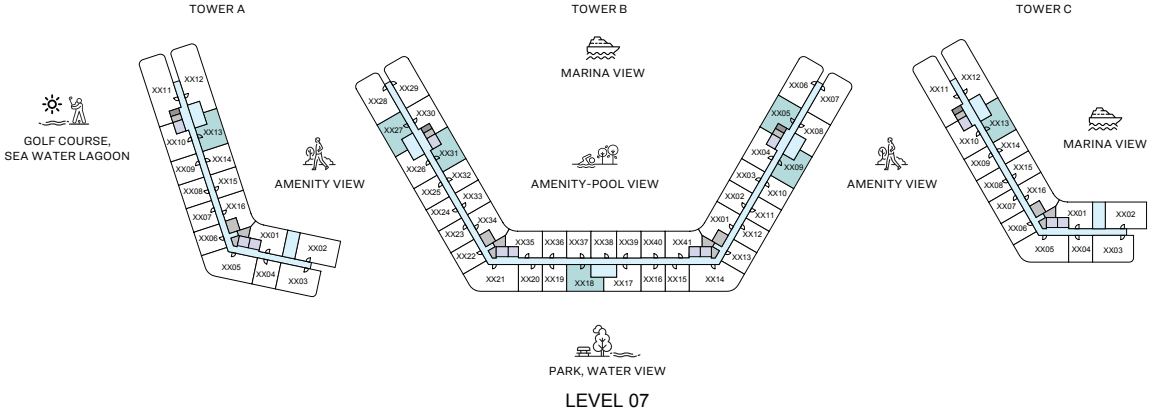 TOWER A
TOWER B
TOWER C
MARINA VIEW
GOLF COURSE,
SEA WATER LAGOON
AMENITY VIEW
AMENITY-POOL VIEW
AMENITY VIEW
MARINA VIEW
PARK, WATER VIEW
LEVEL 07
XX11
XX12
XX13
XX10
XX14
XX09
XX15
XX08
XX16
XX07
XX06
XX01
XX02
XX05
XX04
XX03
XX28
XX29
XX30
XX27
XX31
XX26
XX32
XX25
XX33
XX24
XX34
XX23
XX22
XX35
XX36
XX37
XX38
XX39
XX40
XX41
XX21
XX20
XX19
XX18
XX17
XX16
XX15
XX14
XX06
XX07
XX05
XX08
XX04
XX09
XX03
XX10
XX02
XX11
XX01
XX12
XX13
XX11
XX12
XX13
XX10
XX14
XX09
XX15
XX08
XX16
XX07
XX06
XX01
XX02
XX05
XX04
XX03